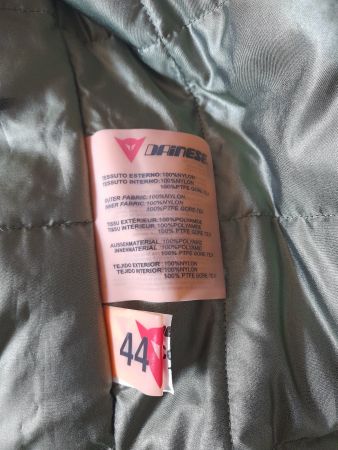 DAINESE
TESSUTO ESTERNO:100%NYLON
TESSUTO INTERNO:100%NYLON
100% PTFE GORE TEX
OUTER FABRIC:100%NYLON
INNER FABRIC:100%NYLON
100% PTFE GORE TEX
TISSU EXTÉRIEUR:100%POLYAMIDE
TISSU INTÉRIEUR:100%POLYAMIDE
100% PTFE GORE TEX
AUSSENMATERIAL:100%POLYAMID
INNENMATERIAL:100%POLYAMID
100% PTFE GORE TEX
TEJIDO EXTERIOR:100%NYLON
TEJIDO INTERIOR:100%NYLON
100% PTFE GORE TEX
44